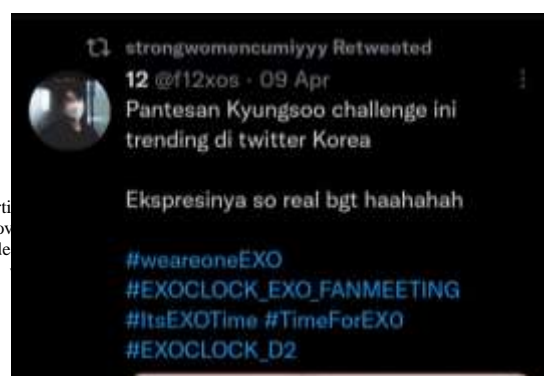 strongwomencumiyyy Retweeted
12 @f12xos · 09 Apr
Pantesan Kyungsoo challenge ini
trending di twitter Korea
Ekspresinya so real bgt haahahah
#weareoneEXO
#EXOCLOCK_EXO_FANMEETING
#ItsEXOTime #TimeForEXO
#EXOCLOCK_D2